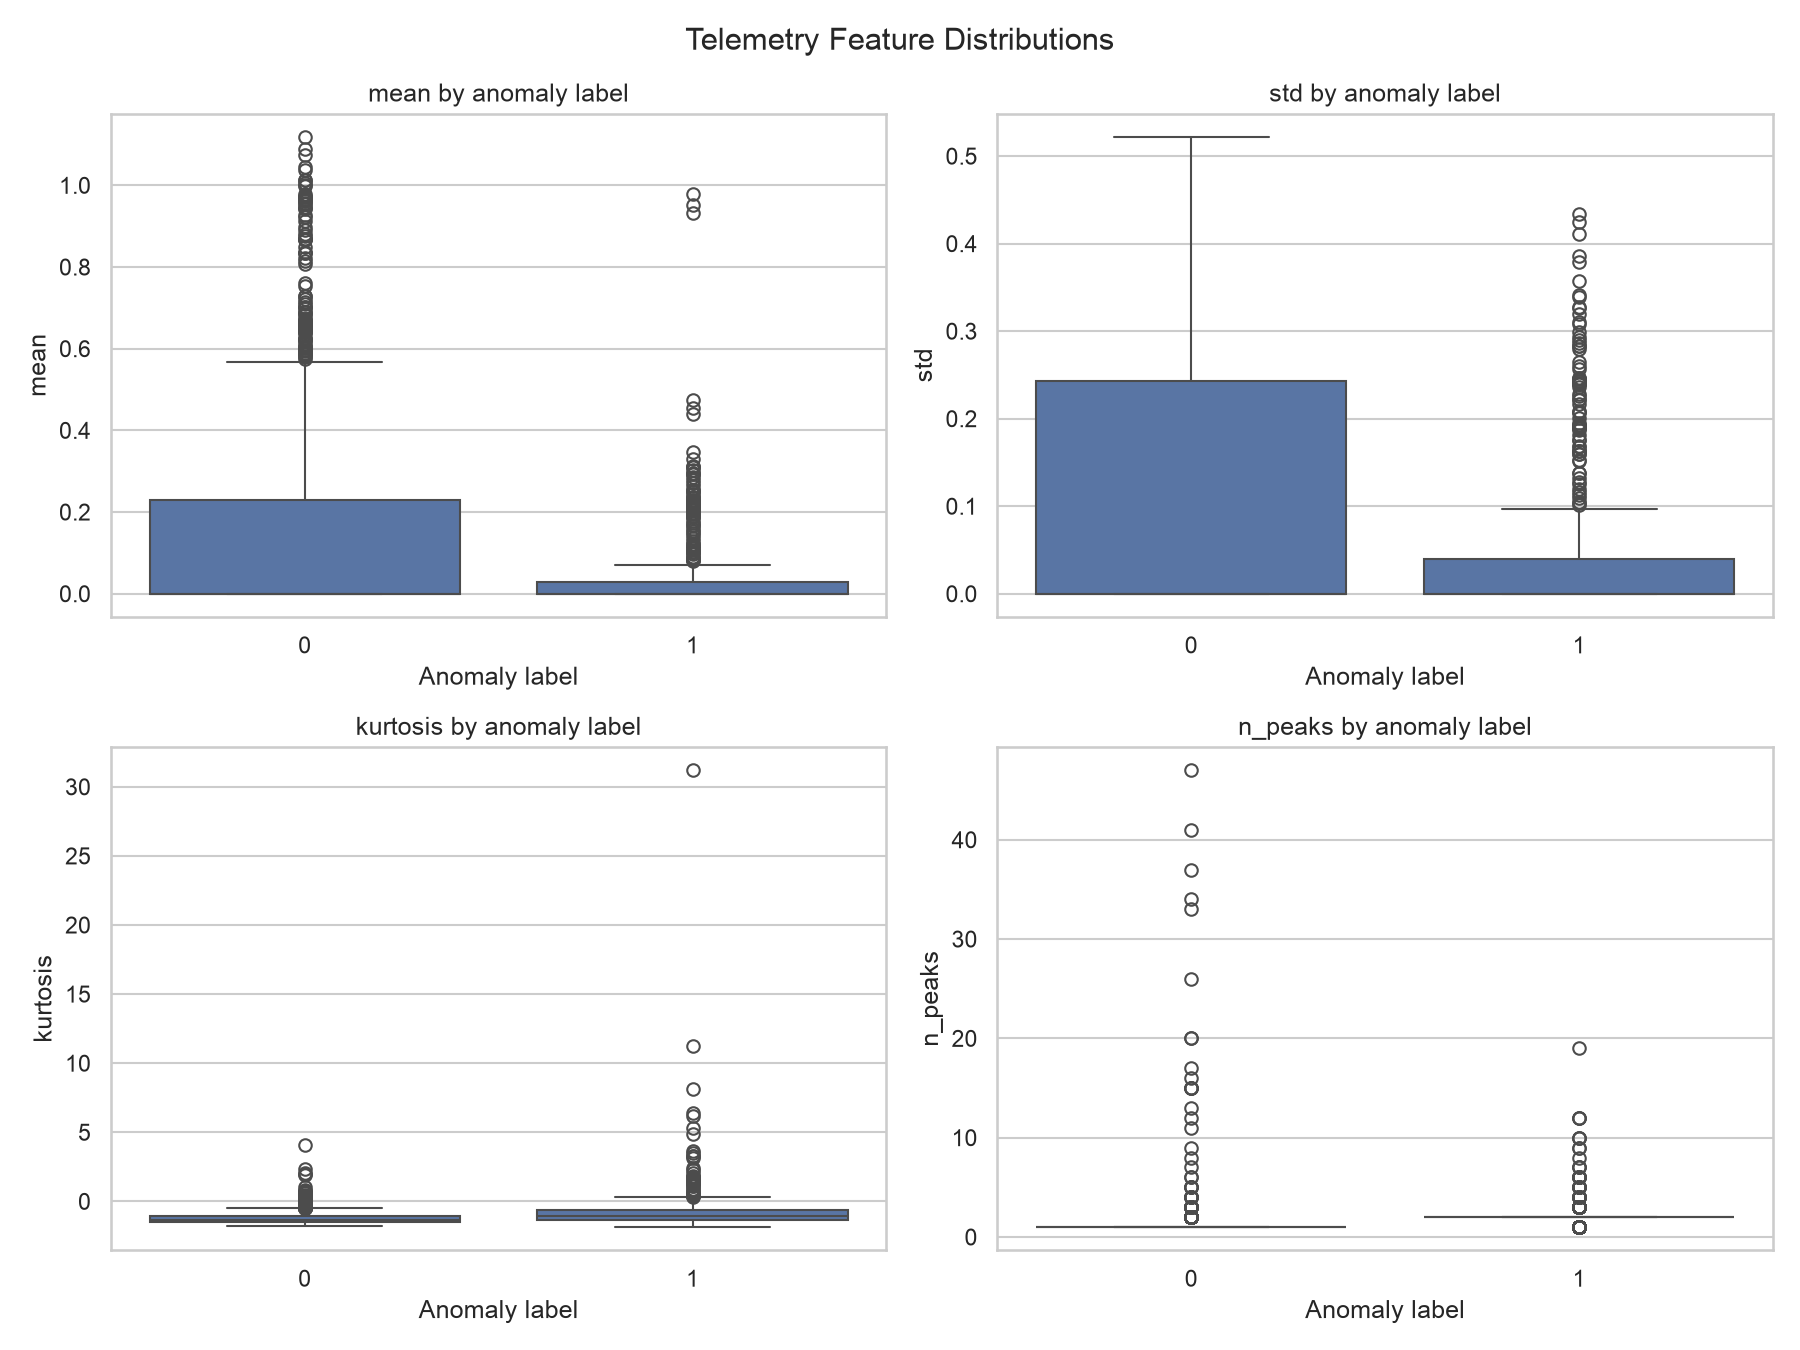 Telemetry Feature Distributions
mean by anomaly label
1.0
0.8
0.6
0.4
0.2
0.0
mean
0 1
Anomaly label
std by anomaly label
0.5
0.4
0.3
0.2
0.1
0.0
std
0 1
Anomaly label
kurtosis by anomaly label
30
25
20
15
10
5
0
kurtosis
0 1
Anomaly label
n_peaks by anomaly label
40
30
20
10
0
n_peaks
0 1
Anomaly label